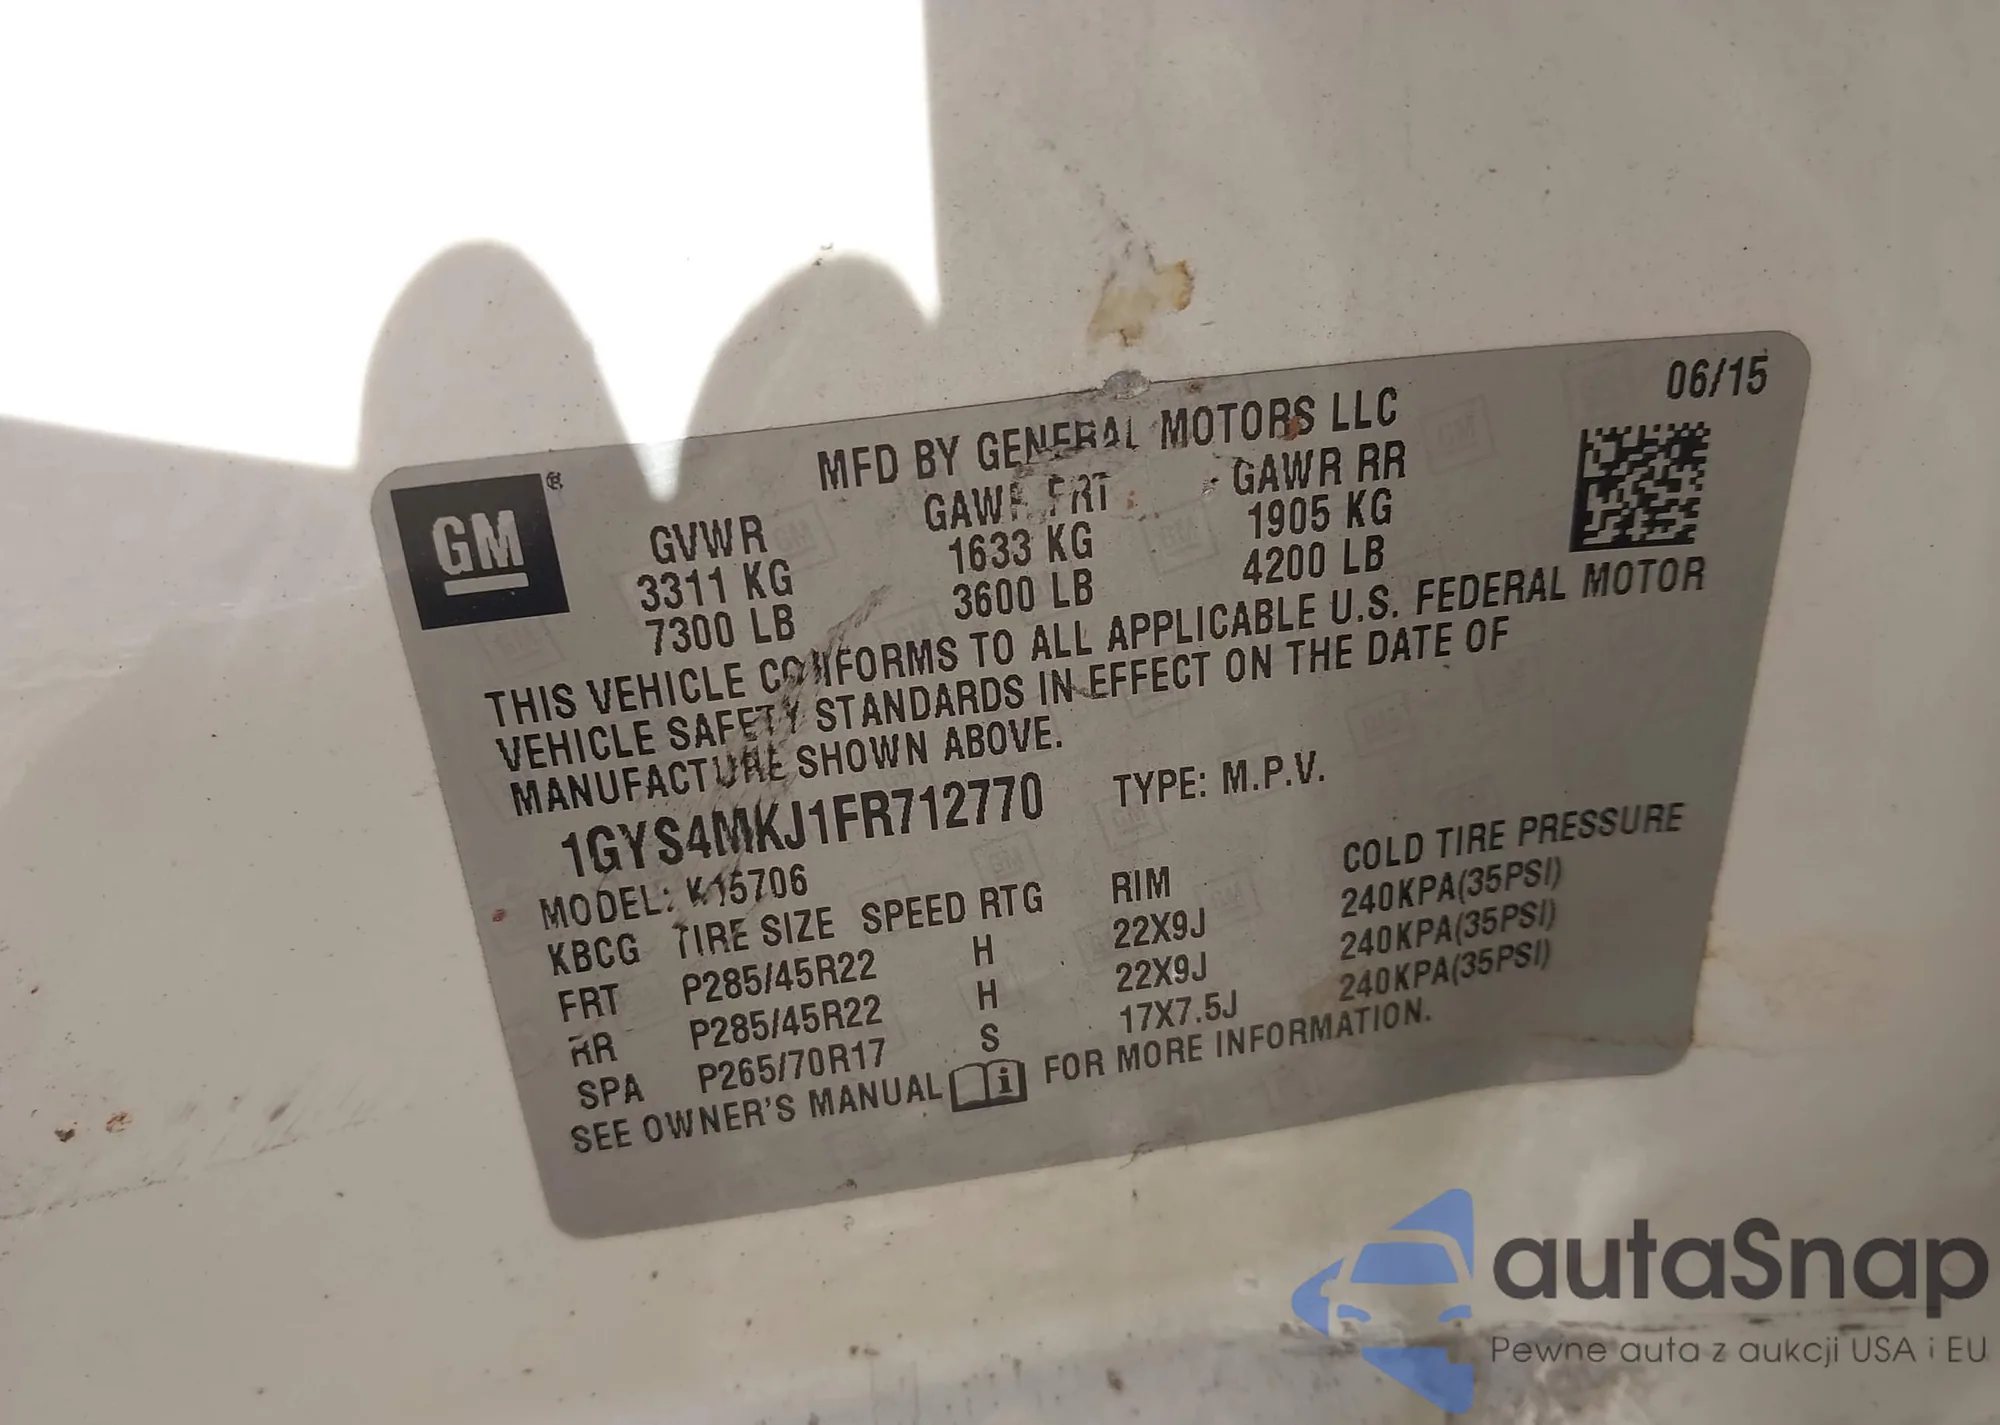 06/15
MFD BY GENERAL MOTORS LLC
GM ®
GVWR GAWR FRT GAWR RR
3311 KG 1633 KG 1905 KG
7300 LB 3600 LB 4200 LB
THIS VEHICLE CONFORMS TO ALL APPLICABLE U.S. FEDERAL MOTOR
VEHICLE SAFETY STANDARDS IN EFFECT ON THE DATE OF
MANUFACTURE SHOWN ABOVE.
1GYS4MKJ1FR712770 TYPE: M.P.V.
MODEL: K15706
KBCG TIRE SIZE SPEED RTG RIM COLD TIRE PRESSURE
FRT P285/45R22 H 22X9J 240KPA(35PSI)
RR P285/45R22 H 22X9J 240KPA(35PSI)
SPA P265/70R17 S 17X7.5J 240KPA(35PSI)
SEE OWNER'S MANUAL FOR MORE INFORMATION.
autaSnap
Pewne auta z aukcji USA i EU